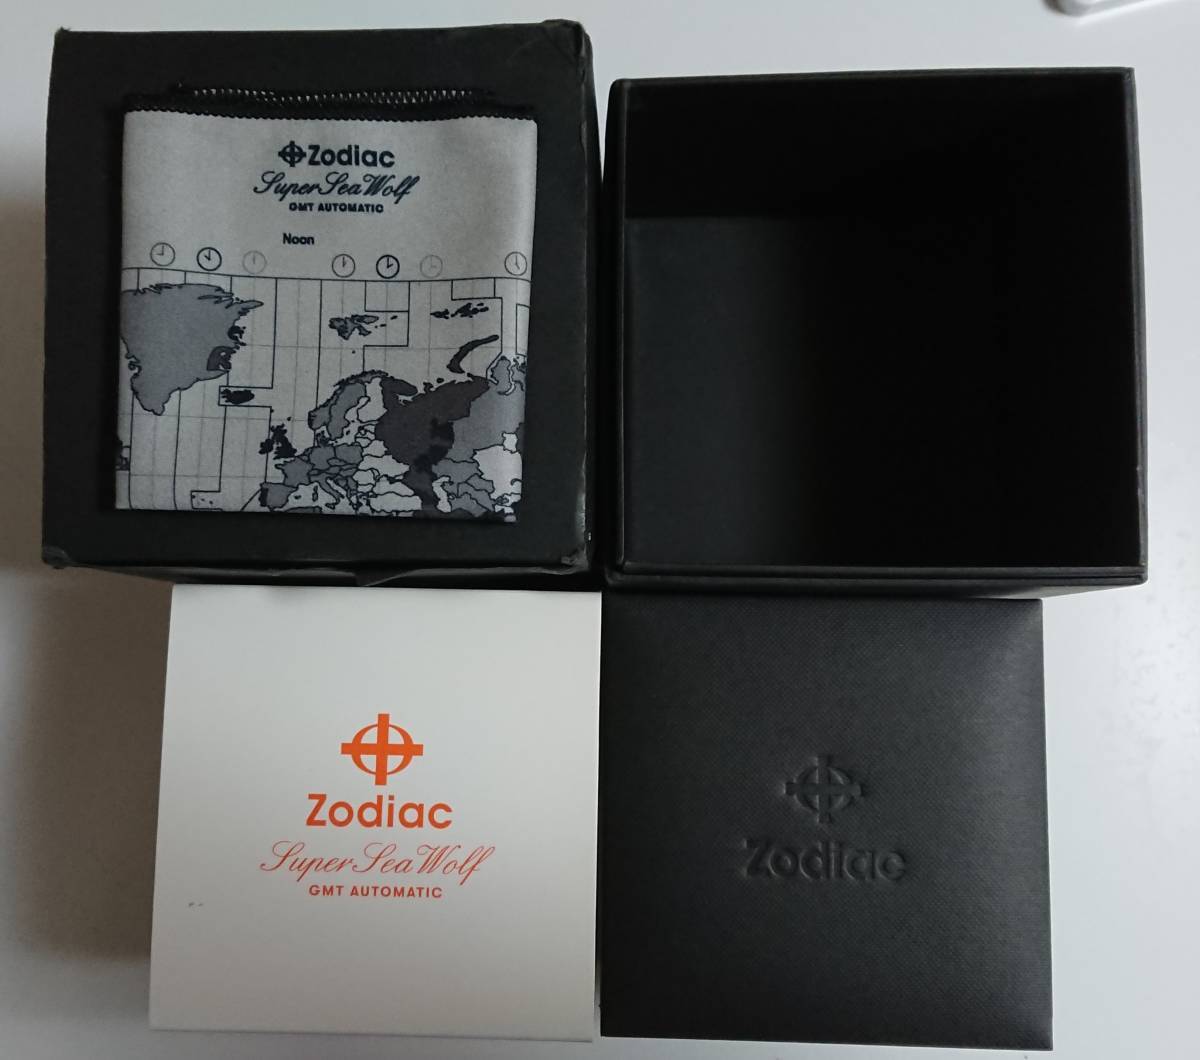 Zodiac
Super Sea Wolf
GMT AUTOMATIC
Noon
Zodiac
Super Sea Wolf
GMT AUTOMATIC
Zodiac